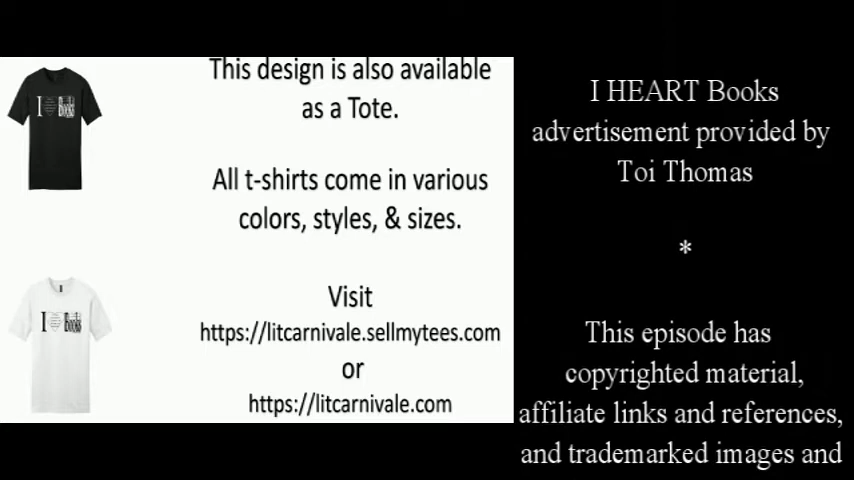 This design is also available
as a Tote.
All t-shirts come in various
colors, styles, & sizes.
Visit
https://litcarnivale.sellmytees.com
or
https://litcarnivale.com
I
Books
I
Books
I HEART Books
advertisement provided by
Toi Thomas
*
This episode has
copyrighted material,
affiliate links and references,
and trademarked images and